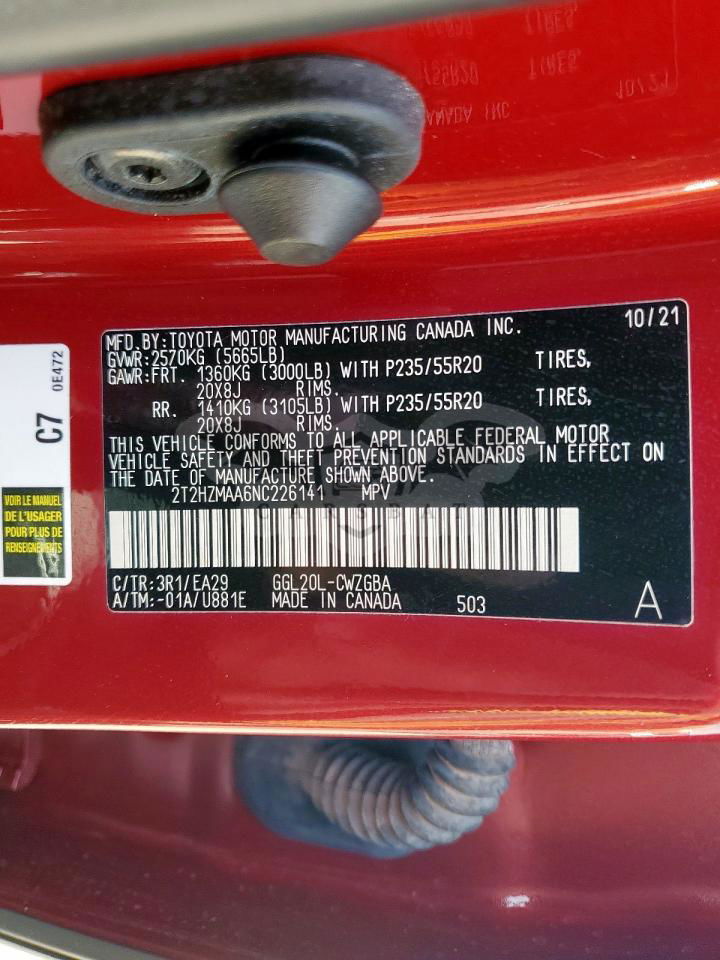 MFD.BY:TOYOTA MOTOR MANUFACTURING CANADA INC. 10/21
GVWR:2570KG (5665LB)
GAWR:FRT. 1360KG (3000LB) WITH P235/55R20 TIRES,
20X8J RIMS.
RR. 1410KG (3105LB) WITH P235/55R20 TIRES,
20X8J RIMS.
THIS VEHICLE CONFORMS TO ALL APPLICABLE FEDERAL MOTOR
VEHICLE SAFETY AND THEFT PREVENTION STANDARDS IN EFFECT ON
THE DATE OF MANUFACTURE SHOWN ABOVE.
2T2HZMAA6NC226141 MPV
C/TR:3R1/EA29 GGL20L-CWZGBA
A/TM:-01A/U881E MADE IN CANADA 503 A
C7
0E472
VOIR LE MANUEL
DE L'USAGER
POUR PLUS DE
RENSEIGNEMENTS